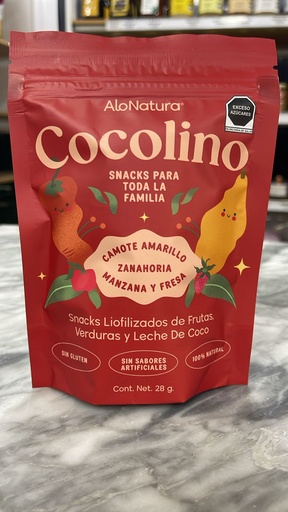 AloNatura®
EXCESO
AZÚCARES
Cocolino
SNACKS PARA
TODA LA
FAMILIA
CAMOTE AMARILLO
ZANAHORIA
MANZANA Y FRESA
Snacks Liofilizados de Frutas,
Verduras y Leche De Coco
SIN GLUTEN
SIN SABORES
ARTIFICIALES
100% NATURAL
Cont. Net. 28 g.